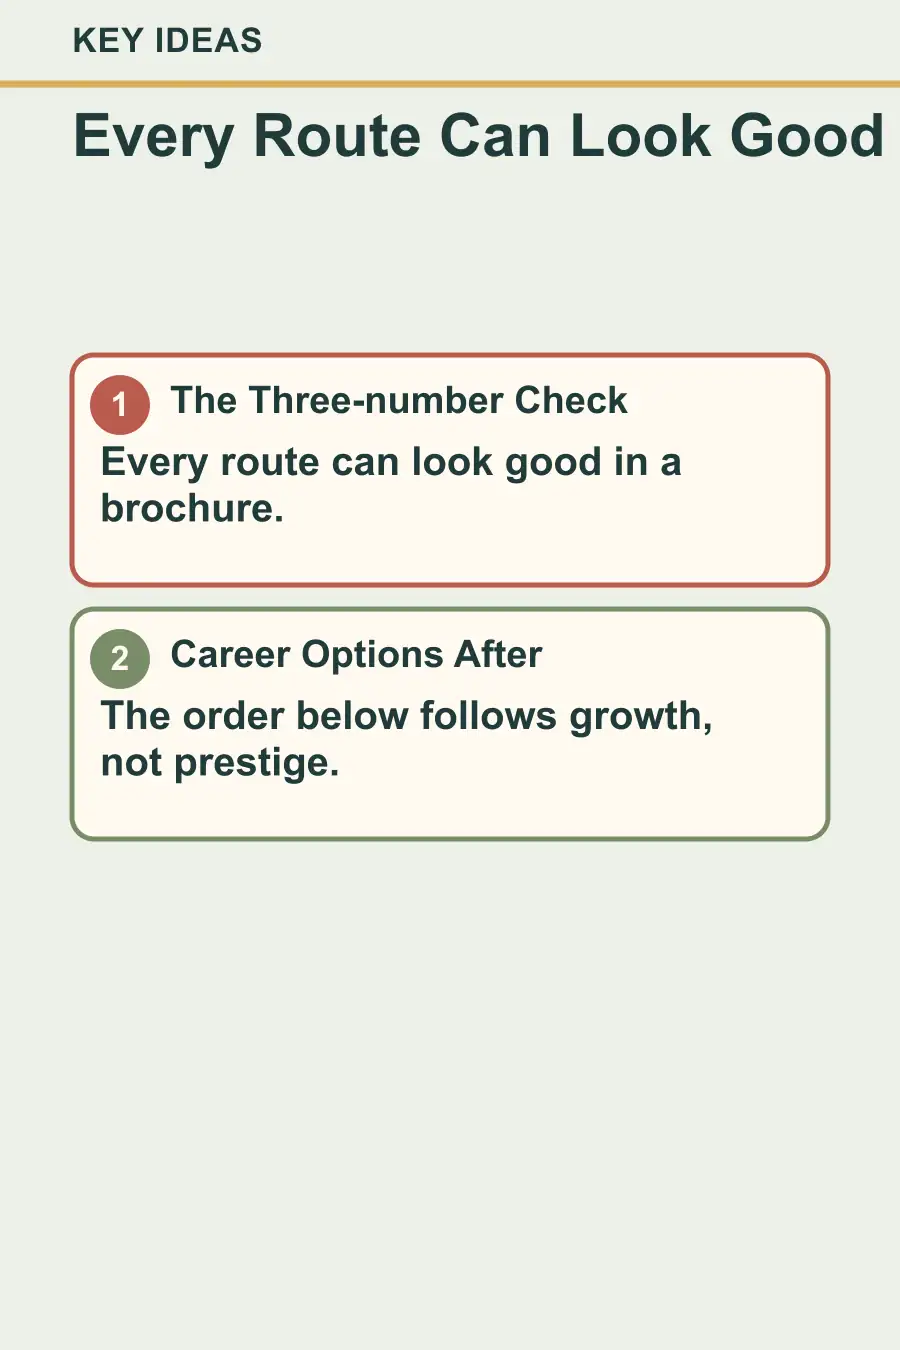 KEY IDEAS
Every Route Can Look Good
1 The Three-number Check
Every route can look good in a
brochure.
2 Career Options After
The order below follows growth,
not prestige.